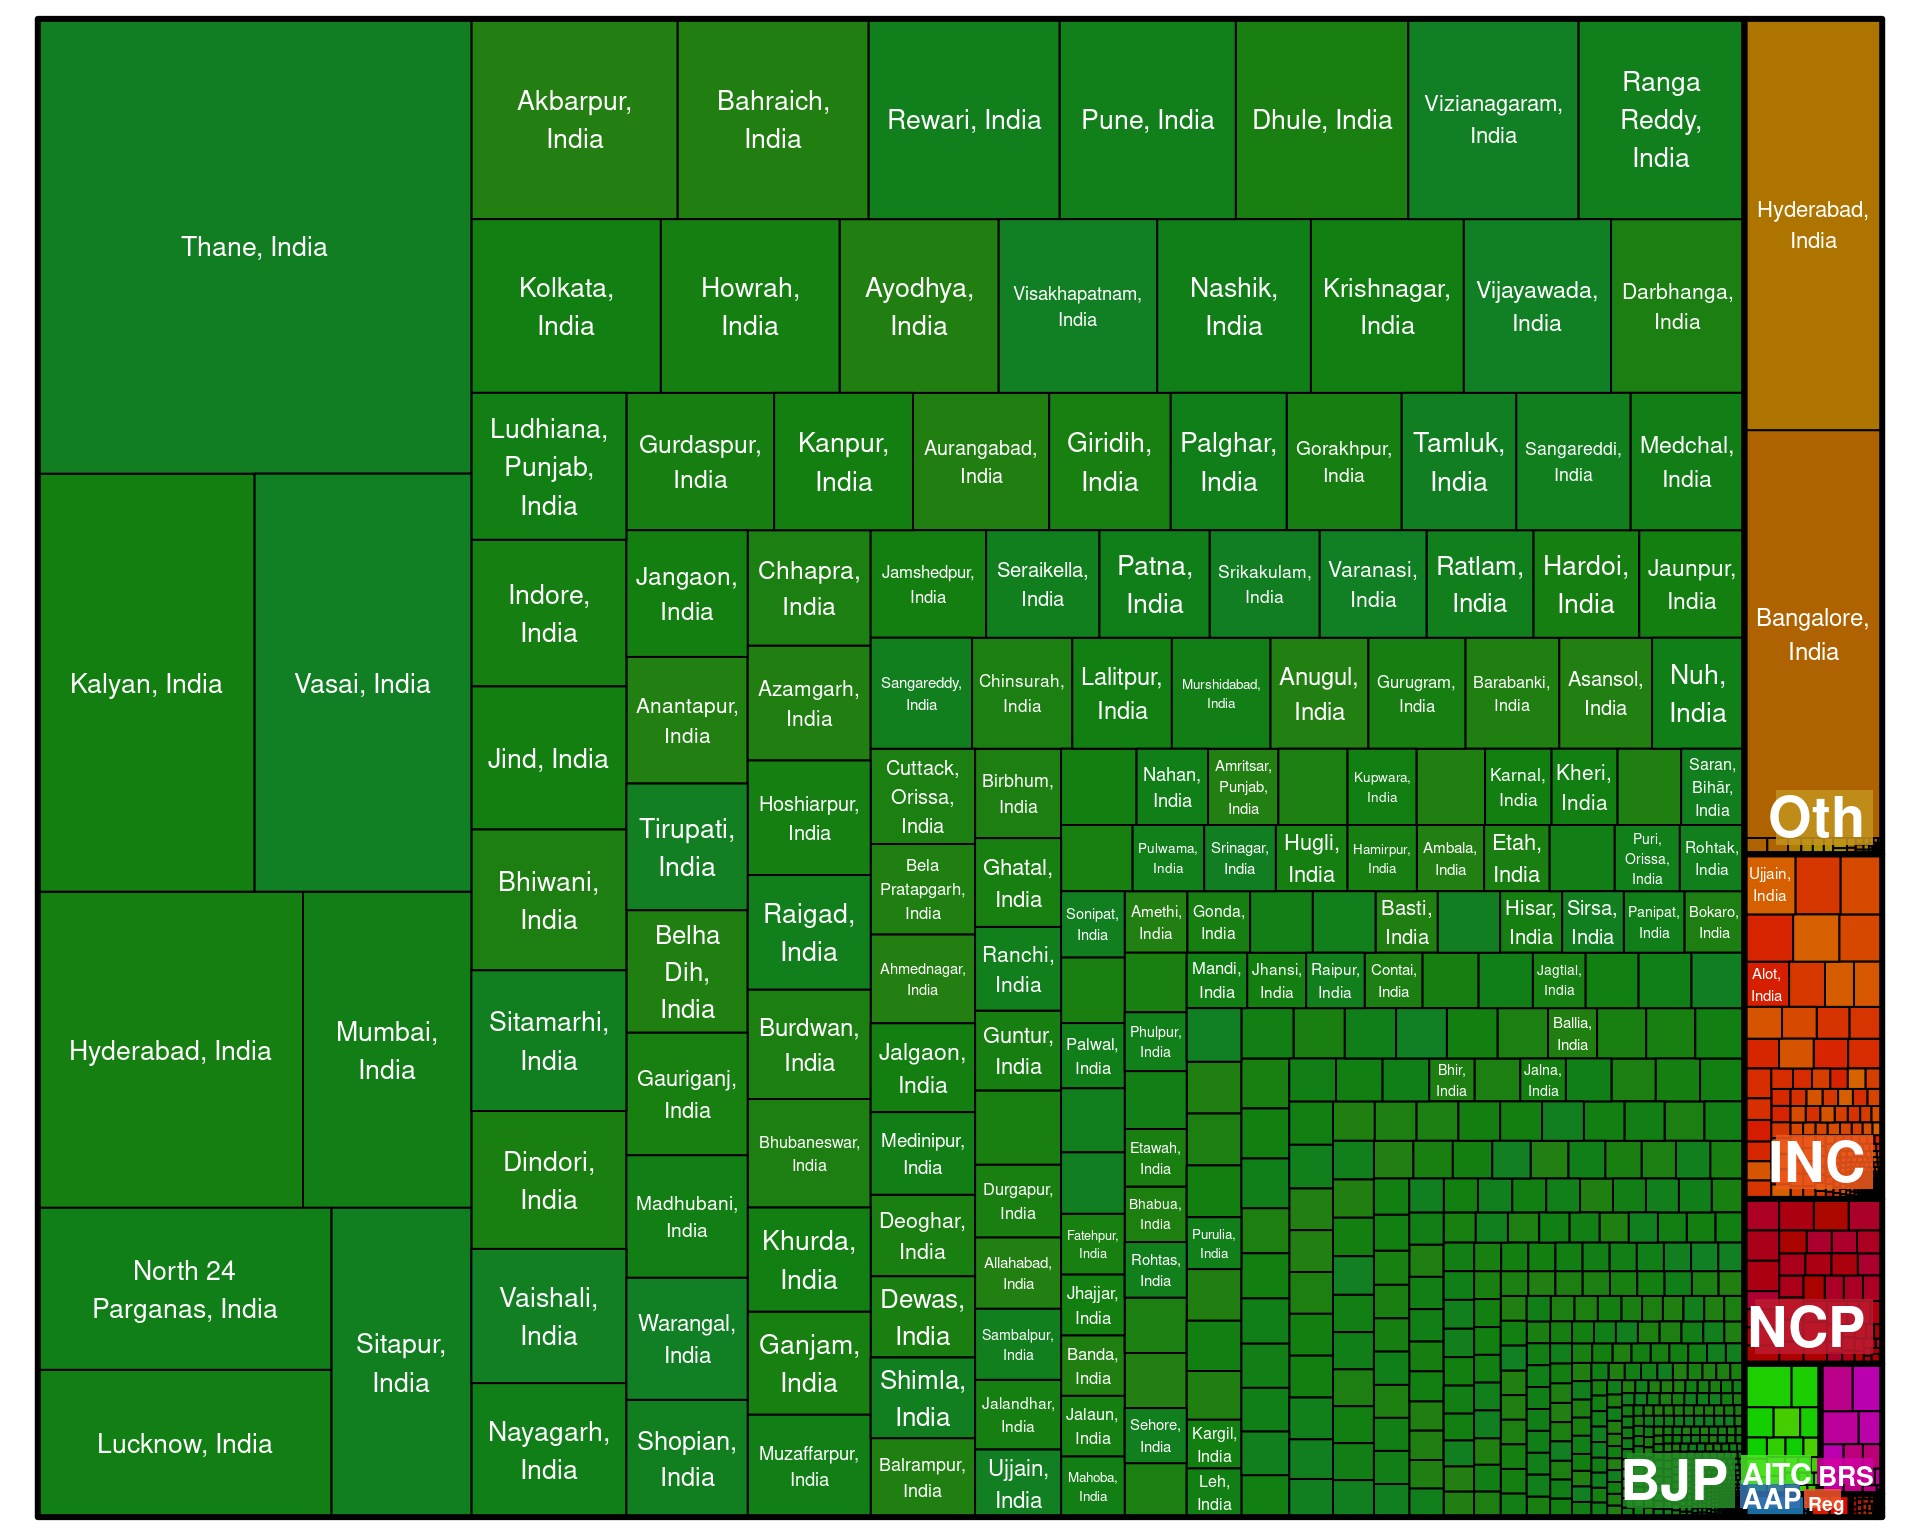 Thane, India
Kalyan, India
Vasai, India
Hyderabad, India
Mumbai,
India
North 24
Parganas, India
Lucknow, India
Sitapur,
India
Akbarpur,
India
Bahraich,
India
Rewari, India
Pune, India
Dhule, India
Vizianagaram,
India
Ranga
Reddy,
India
Kolkata,
India
Howrah,
India
Ayodhya,
India
Visakhapatnam,
India
Nashik,
India
Krishnagar,
India
Vijayawada,
India
Darbhanga,
India
Ludhiana,
Punjab,
India
Indore,
India
Jind, India
Bhiwani,
India
Sitamarhi,
India
Dindori,
India
Vaishali,
India
Nayagarh,
India
Gurdaspur,
India
Kanpur,
India
Aurangabad,
India
Giridih,
India
Palghar,
India
Gorakhpur,
India
Tamluk,
India
Sangareddi,
India
Medchal,
India
Jangaon,
India
Anantapur,
India
Tirupati,
India
Belha
Dih,
India
Gauriganj,
India
Madhubani,
India
Warangal,
India
Shopian,
India
Chhapra,
India
Azamgarh,
India
Hoshiarpur,
India
Raigad,
India
Burdwan,
India
Bhubaneswar,
India
Khurda,
India
Ganjam,
India
Muzaffarpur,
India
Jamshedpur,
India
Seraikella,
India
Patna,
India
Srikakulam,
India
Varanasi,
India
Ratlam,
India
Hardoi,
India
Jaunpur,
India
Sangareddy,
India
Chinsurah,
India
Lalitpur,
India
Murshidabad,
India
Anugul,
India
Gurugram,
India
Barabanki,
India
Asansol,
India
Nuh,
India
Cuttack,
Orissa,
India
Bela
Pratapgarh,
India
Ahmednagar,
India
Jalgaon,
India
Medinipur,
India
Deoghar,
India
Dewas,
India
Shimla,
India
Balrampur,
India
Birbhum,
India
Ghatal,
India
Ranchi,
India
Guntur,
India
Durgapur,
India
Allahabad,
India
Sambalpur,
India
Jalandhar,
India
Ujjain,
India
Nahan,
India
Amritsar,
Punjab,
India
Kupwara,
India
Karnal,
India
Kheri,
India
Saran,
Bihār,
India
Pulwama,
India
Srinagar,
India
Hugli,
India
Hamirpur,
India
Ambala,
India
Etah,
India
Puri,
Orissa,
India
Rohtak,
India
Sonipat,
India
Palwal,
India
Fatehpur,
India
Jhajjar,
India
Banda,
India
Jalaun,
India
Mahoba,
India
Amethi,
India
Gonda,
India
Basti,
India
Hisar,
India
Sirsa,
India
Panipat,
India
Bokaro,
India
Phulpur,
India
Etawah,
India
Bhabua,
India
Rohtas,
India
Sehore,
India
Mandi,
India
Jhansi,
India
Raipur,
India
Contai,
India
Jagtial,
India
Ballia,
India
Bhir,
India
Jalna,
India
Purulia,
India
Kargil,
India
Leh,
India
BJP
Hyderabad,
India
Bangalore,
India
Oth
Ujjain,
India
Alot,
India
INC
NCP
AITC
BRS
AAP
Reg